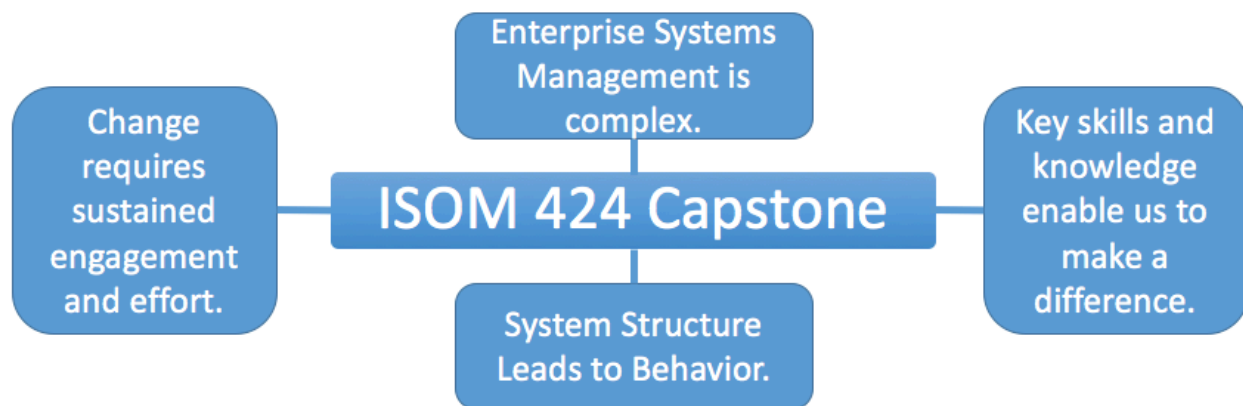 Enterprise Systems
Management is
complex.
Change
requires
sustained
engagement
and effort.
ISOM 424 Capstone
Key skills and
knowledge
enable us to
make a
difference.
System Structure
Leads to Behavior.